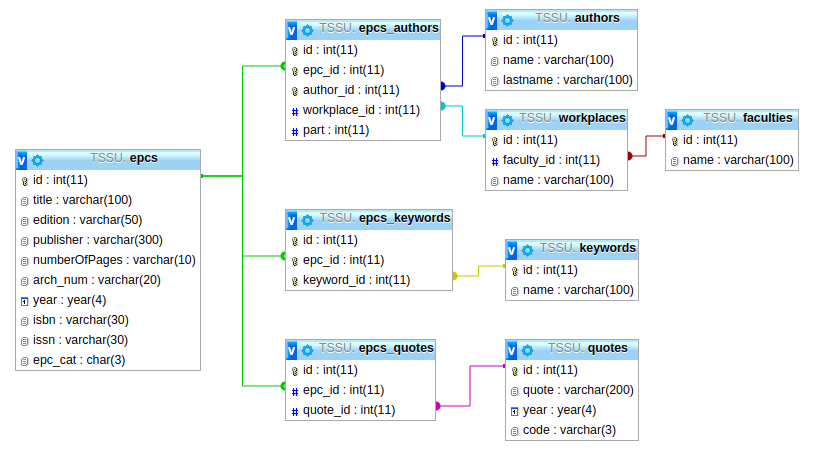 TSSU. epcs
id : int(11)
title : varchar(100)
edition : varchar(50)
publisher : varchar(300)
numberOfPages : varchar(10)
arch_num : varchar(20)
year : year(4)
isbn : varchar(30)
issn : varchar(30)
epc_cat : char(3)
TSSU. epcs_authors
id : int(11)
epc_id : int(11)
author_id : int(11)
workplace_id : int(11)
part : int(11)
TSSU. authors
id : int(11)
name : varchar(100)
lastname : varchar(100)
TSSU. workplaces
id : int(11)
faculty_id : int(11)
name : varchar(100)
TSSU. faculties
id : int(11)
name : varchar(100)
TSSU. epcs_keywords
id : int(11)
epc_id : int(11)
keyword_id : int(11)
TSSU. keywords
id : int(11)
name : varchar(100)
TSSU. epcs_quotes
id : int(11)
epc_id : int(11)
quote_id : int(11)
TSSU. quotes
id : int(11)
quote : varchar(200)
year : year(4)
code : varchar(3)